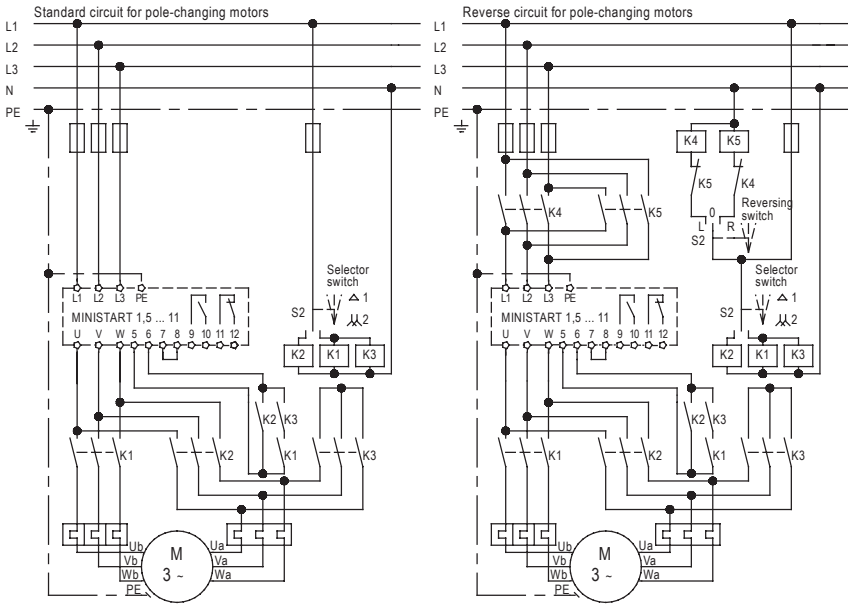 Standard circuit for pole-changing motors
L1
L2
L3
N
PE
L1 L2 L3 PE
MINISTART 1,5 ... 11
U V W 5 6 7 8 9 10 11 12
Selector
switch
S2
1
2
K2 K1 K3
K2 K3
K1 K2 K1 K3
M
3 ~
Ub
Vb
Wb
PE
Ua
Va
Wa
Reverse circuit for pole-changing motors
L1
L2
L3
N
PE
K4 K5
K5 K4
K4 K5
0
L R
S2
Reversing
switch
L1 L2 L3 PE
MINISTART 1,5 ... 11
U V W 5 6 7 8 9 10 11 12
Selector
switch
S2
1
2
K2 K1 K3
K2 K3
K1 K2 K1 K3
M
3 ~
Ub
Vb
Wb
PE
Ua
Va
Wa